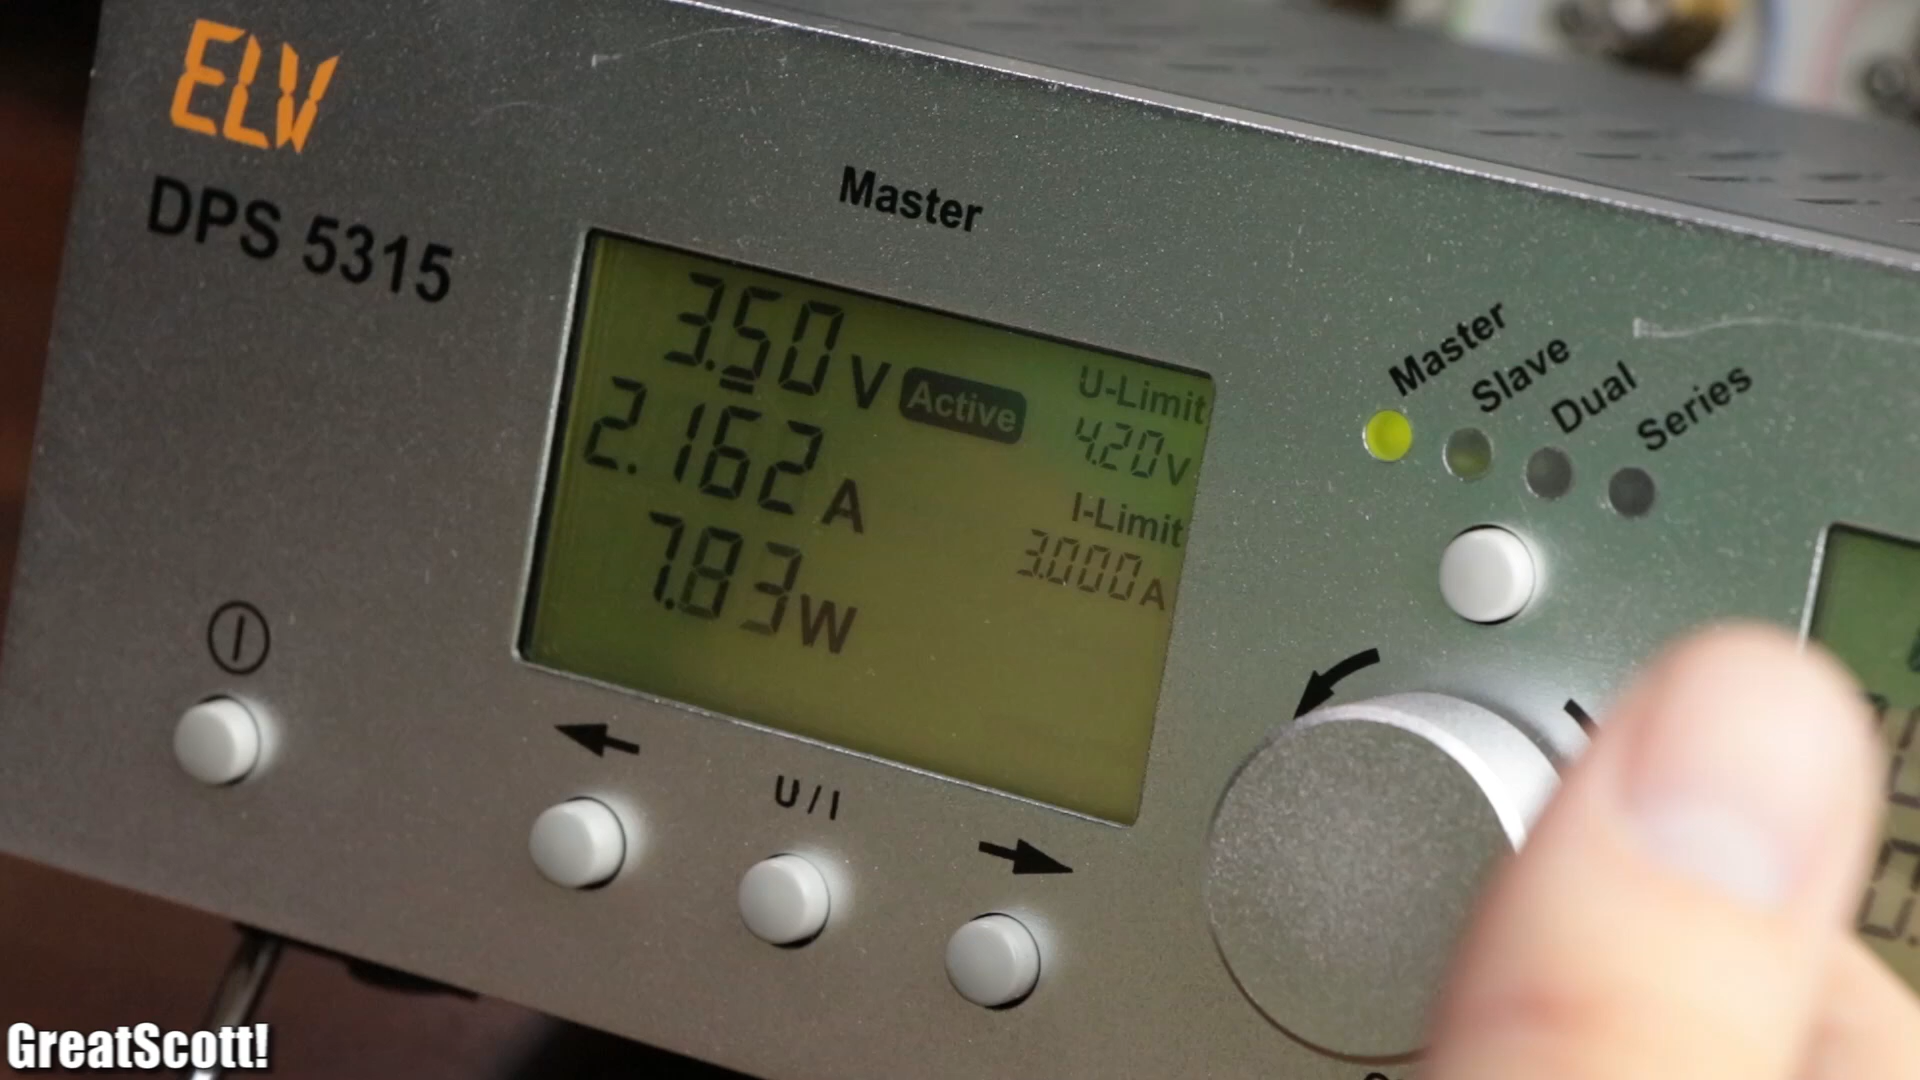 ELV
DPS 5315
Master
3.50 V
Active
2.162 A
7.83 W
U-Limit
4.20 V
I-Limit
3.000 A
Master
Slave
Dual
Series
U / I
GreatScott!